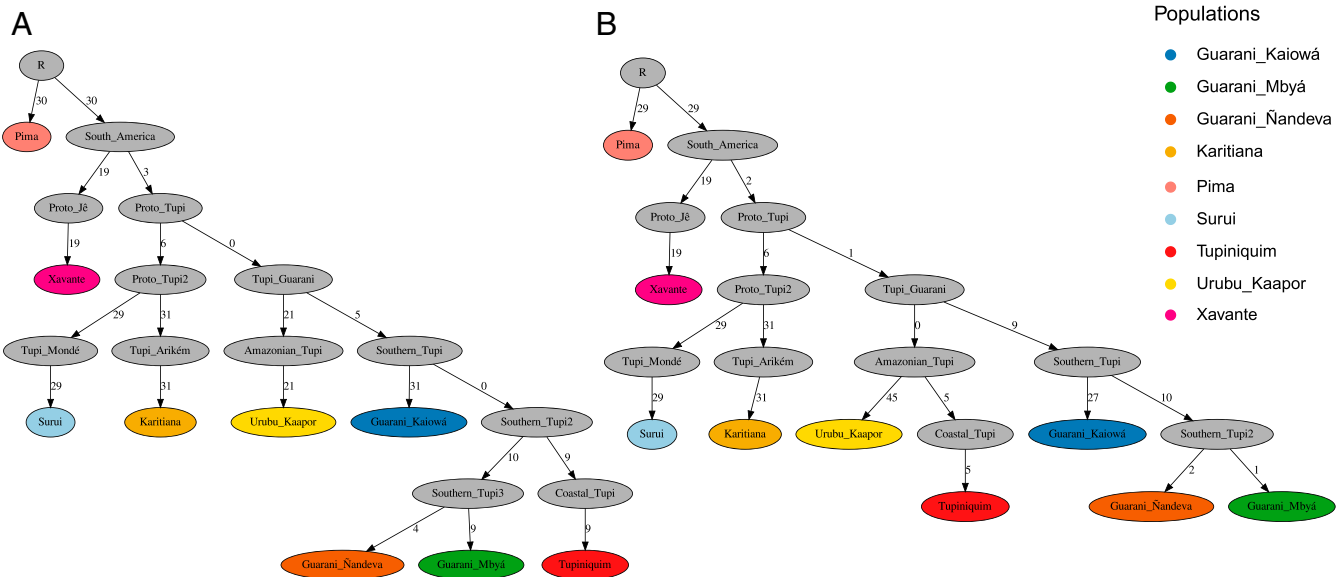 A
B
Populations
Guarani_Kaiowá
Guarani_Mbyá
Guarani_Ñandeva
Karitiana
Pima
Surui
Tupiniquim
Urubu_Kaapor
Xavante
R
30
30
Pima
South_America
19
3
Proto_Jê
Proto_Tupi
19
6
0
Xavante
Proto_Tupi2
Tupi_Guarani
29
31
21
5
Tupi_Mondé
Tupi_Arikém
Amazonian_Tupi
Southern_Tupi
29
31
21
31
0
Surui
Karitiana
Urubu_Kaapor
Guarani_Kaiowá
Southern_Tupi2
10
9
Southern_Tupi3
Coastal_Tupi
4
9
9
Guarani_Ñandeva
Guarani_Mbyá
Tupiniquim
R
29
29
Pima
South_America
19
2
Proto_Jê
Proto_Tupi
19
6
1
Xavante
Proto_Tupi2
Tupi_Guarani
29
31
0
9
Tupi_Mondé
Tupi_Arikém
Amazonian_Tupi
Southern_Tupi
29
31
45
5
27
10
Surui
Karitiana
Urubu_Kaapor
Coastal_Tupi
Guarani_Kaiowá
Southern_Tupi2
5
2
1
Tupiniquim
Guarani_Ñandeva
Guarani_Mbyá